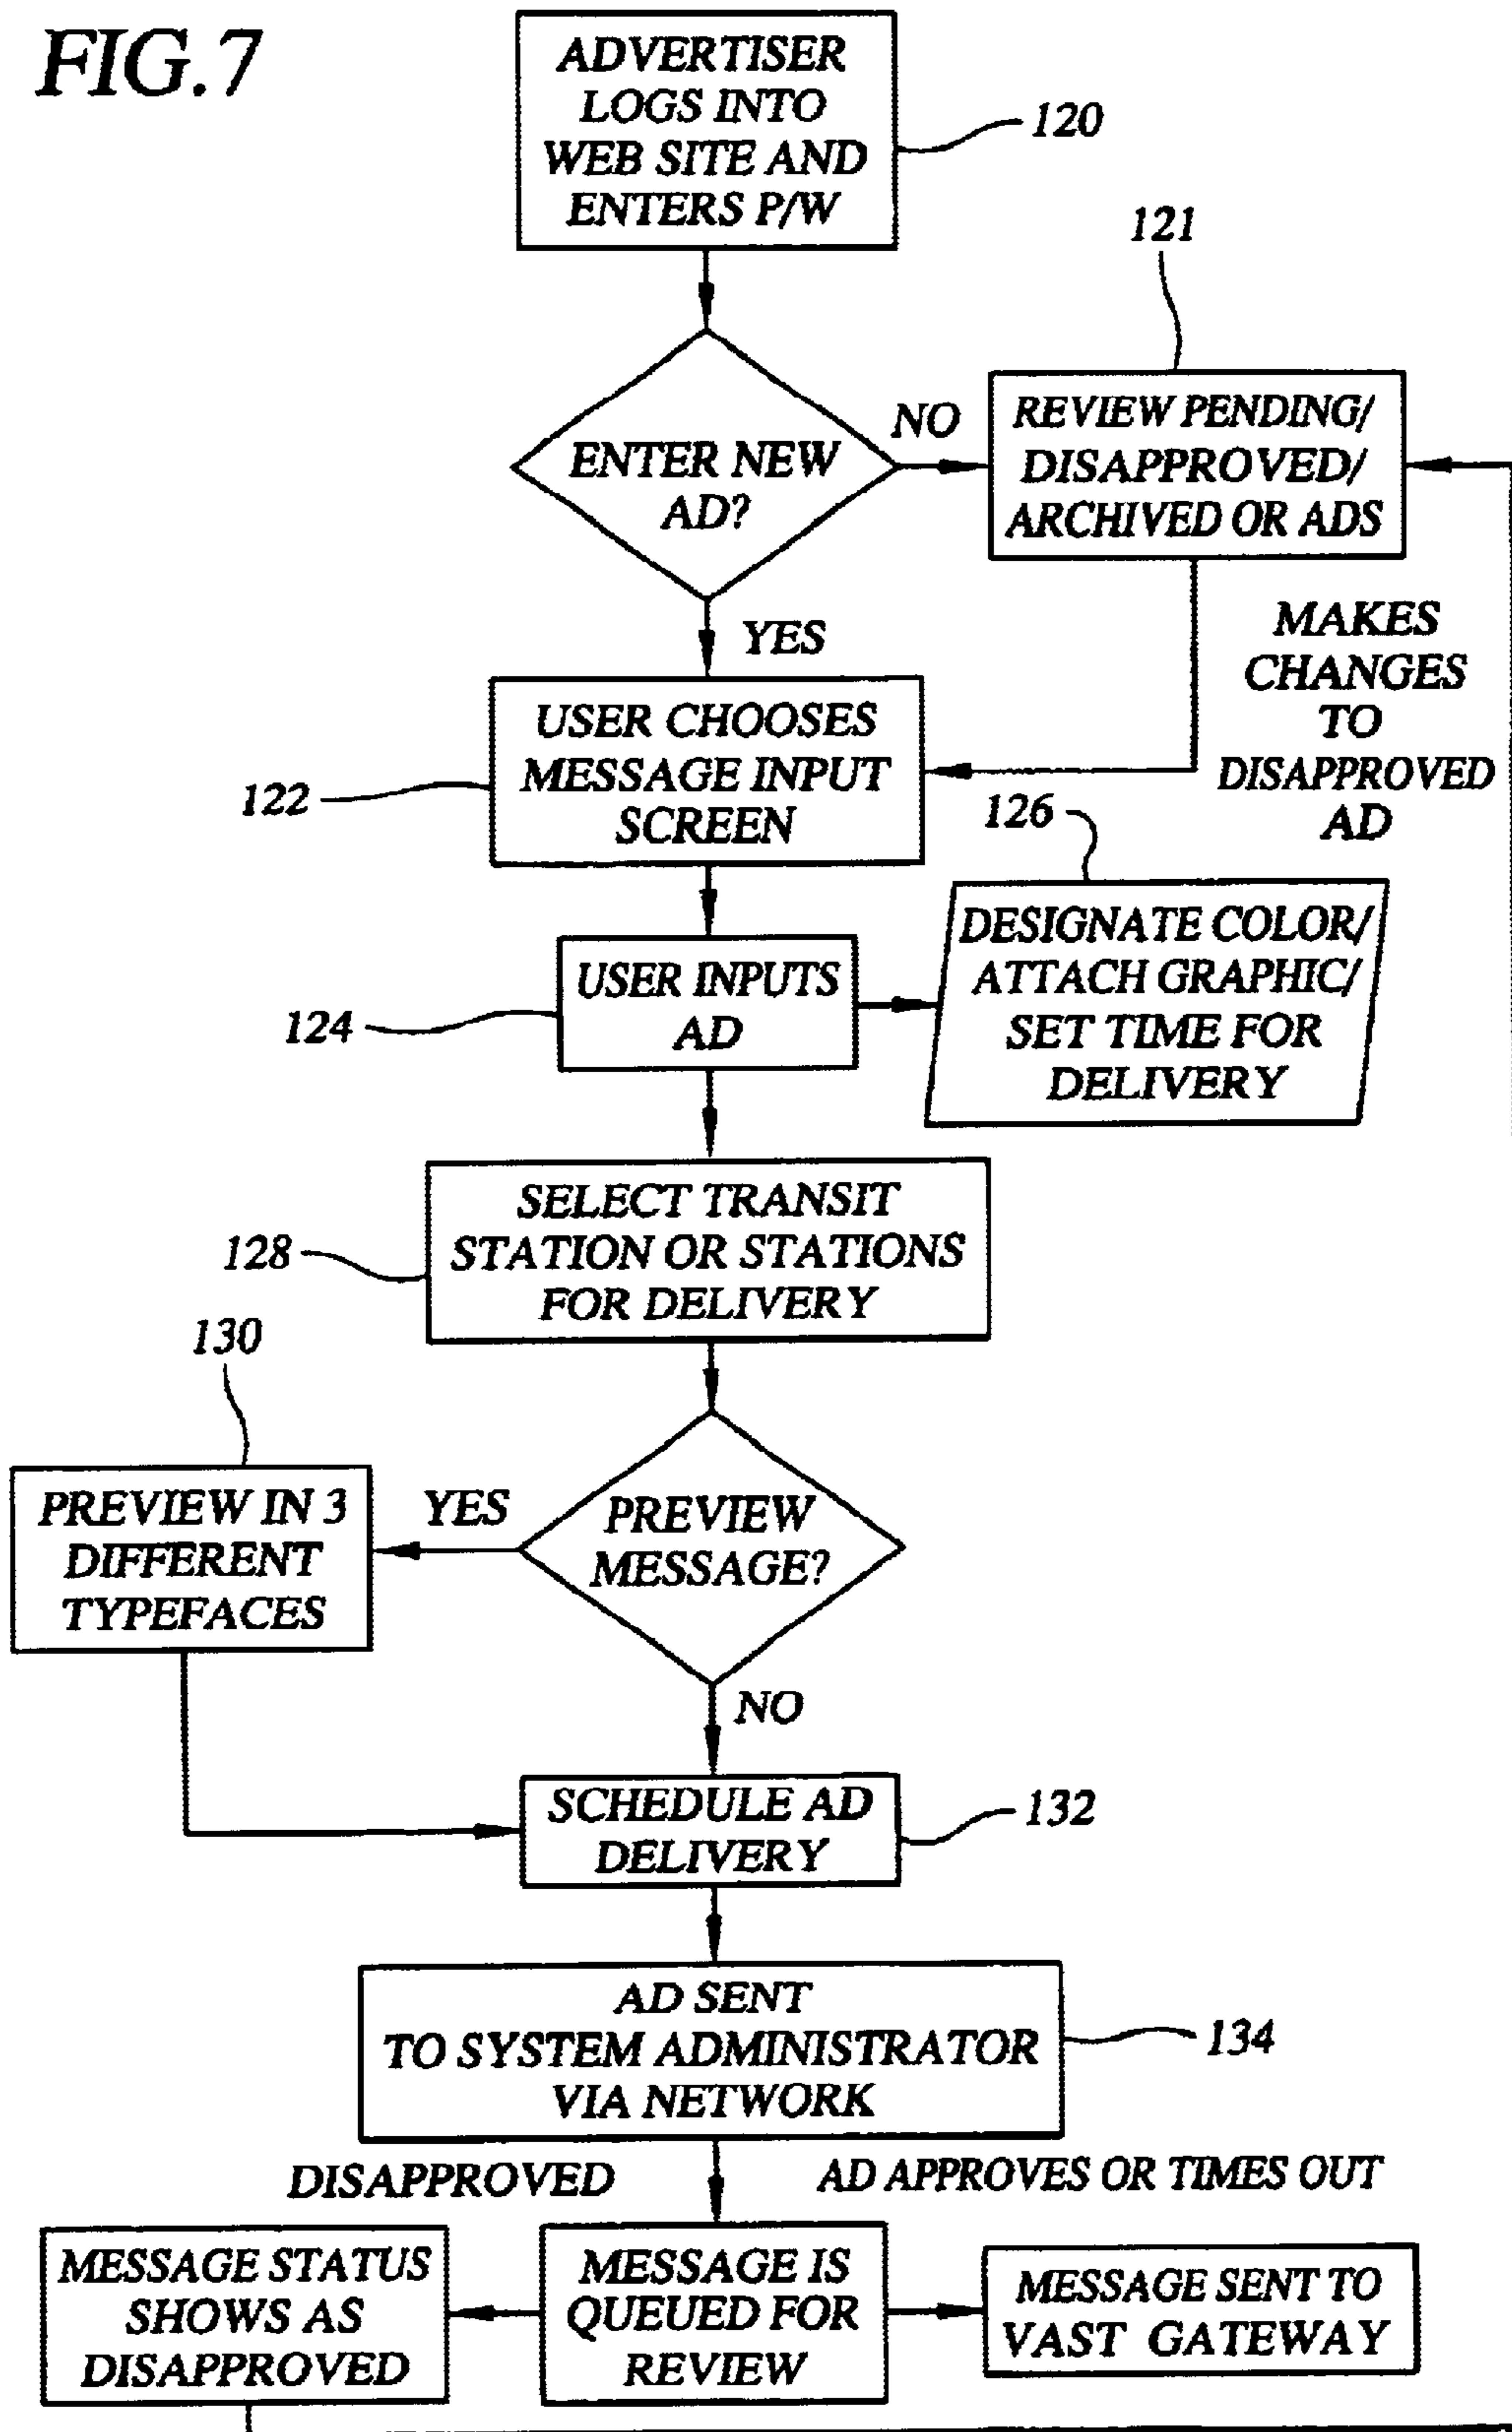 FIG.7
ADVERTISER
LOGS INTO
WEB SITE AND
ENTERS P/W
120
121
ENTER NEW
AD?
NO
REVIEW PENDING/
DISAPPROVED/
ARCHIVED OR ADS
YES
MAKES
CHANGES
TO
DISAPPROVED
AD
USER CHOOSES
MESSAGE INPUT
SCREEN
122
126
USER INPUTS
AD
124
DESIGNATE COLOR/
ATTACH GRAPHIC/
SET TIME FOR
DELIVERY
SELECT TRANSIT
STATION OR STATIONS
FOR DELIVERY
128
130
PREVIEW IN 3
DIFFERENT
TYPEFACES
YES
PREVIEW
MESSAGE?
NO
SCHEDULE AD
DELIVERY
132
AD SENT
TO SYSTEM ADMINISTRATOR
VIA NETWORK
134
DISAPPROVED
AD APPROVES OR TIMES OUT
MESSAGE STATUS
SHOWS AS
DISAPPROVED
MESSAGE IS
QUEUED FOR
REVIEW
MESSAGE SENT TO
VAST GATEWAY